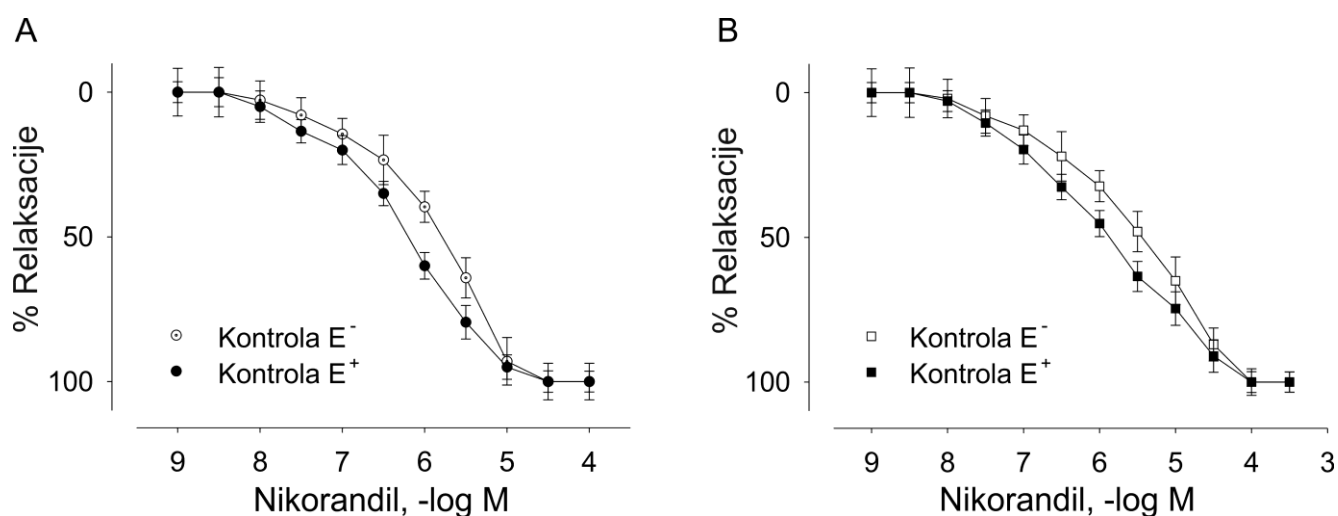 A
% Relaksacije
0
50
100
Kontrola E⁻
Kontrola E⁺
9 8 7 6 5 4
Nikorandil, -log M
B
% Relaksacije
0
50
100
Kontrola E⁻
Kontrola E⁺
9 8 7 6 5 4 3
Nikorandil, -log M